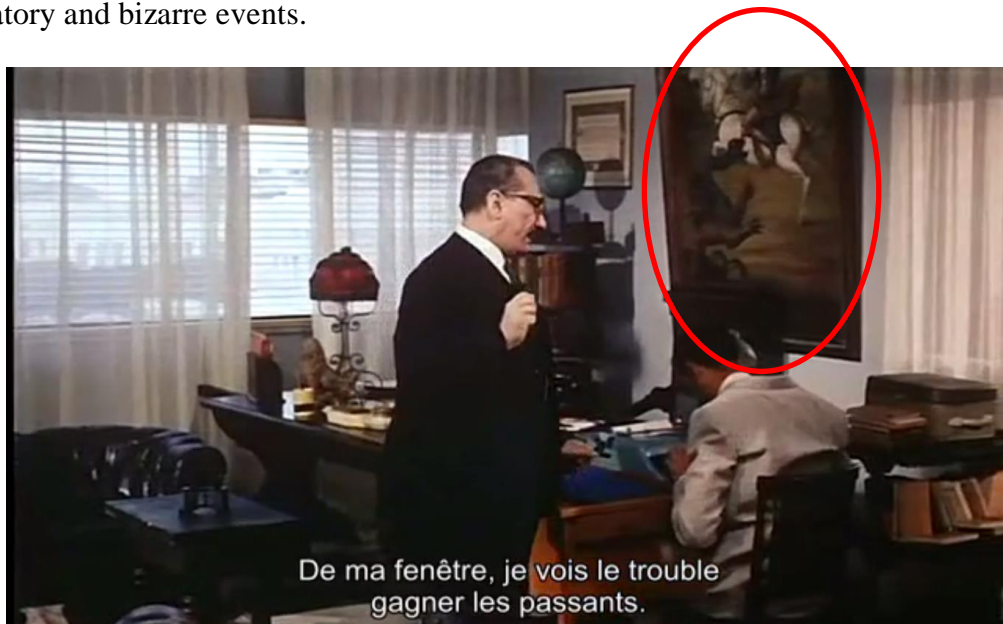 atory and bizarre events.
De ma fenêtre, je vois le trouble
gagner les passants.